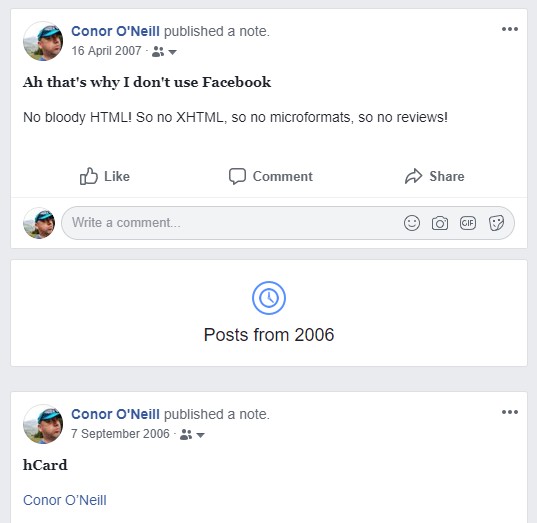 Conor O'Neill published a note.
16 April 2007 ·
Ah that's why I don't use Facebook
No bloody HTML! So no XHTML, so no microformats, so no reviews!
Like Comment Share
Write a comment... GIF
Posts from 2006
Conor O'Neill published a note.
7 September 2006 ·
hCard
Conor O’Neill